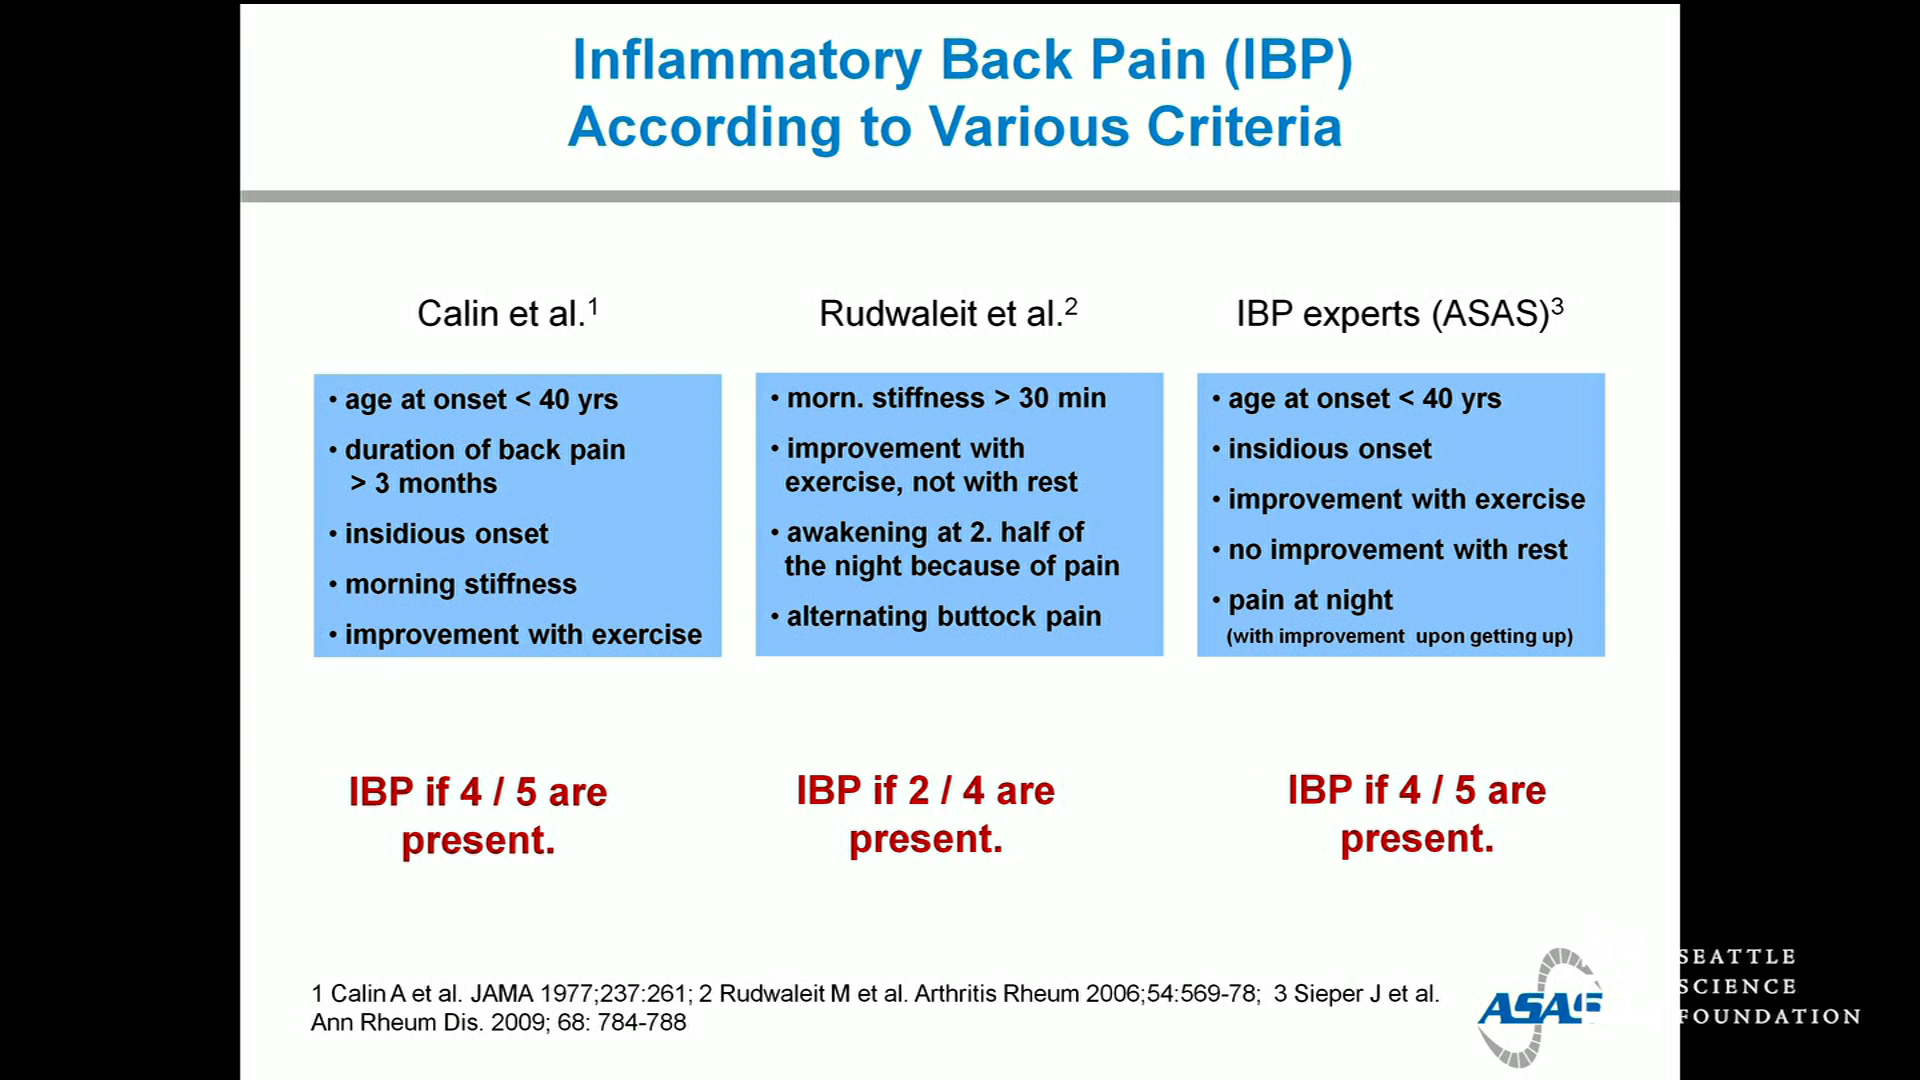 Inflammatory Back Pain (IBP)
According to Various Criteria
Calin et al.1
• age at onset < 40 yrs
• duration of back pain
> 3 months
• insidious onset
• morning stiffness
• improvement with exercise
IBP if 4 / 5 are
present.
Rudwaleit et al.2
• morn. stiffness > 30 min
• improvement with
exercise, not with rest
• awakening at 2. half of
the night because of pain
• alternating buttock pain
IBP if 2 / 4 are
present.
IBP experts (ASAS)3
• age at onset < 40 yrs
• insidious onset
• improvement with exercise
• no improvement with rest
• pain at night
(with improvement upon getting up)
IBP if 4 / 5 are
present.
1 Calin A et al. JAMA 1977;237:261; 2 Rudwaleit M et al. Arthritis Rheum 2006;54:569-78; 3 Sieper J et al.
Ann Rheum Dis. 2009; 68: 784-788
ASAS
SEATTLE
SCIENCE
FOUNDATION